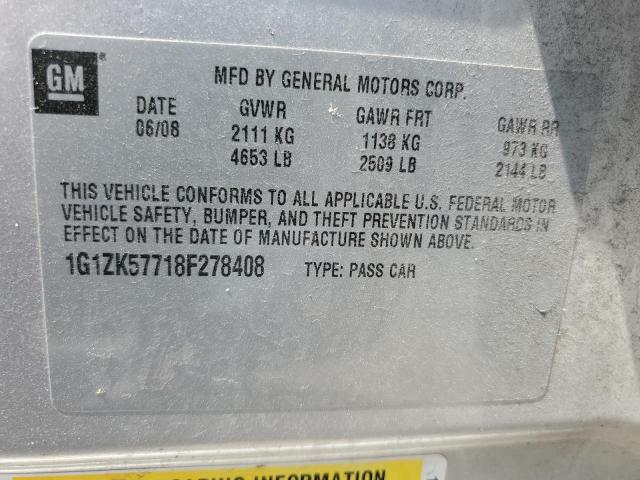 GM
MFD BY GENERAL MOTORS CORP.
DATE GVWR GAWR FRT GAWR RR
06/08 2111 KG 1138 KG 973 KG
4653 LB 2509 LB 2144 LB
THIS VEHICLE CONFORMS TO ALL APPLICABLE U.S. FEDERAL MOTOR
VEHICLE SAFETY, BUMPER, AND THEFT PREVENTION STANDARDS IN
EFFECT ON THE DATE OF MANUFACTURE SHOWN ABOVE.
1G1ZK57718F278408 TYPE: PASS CAR
INFORMATION